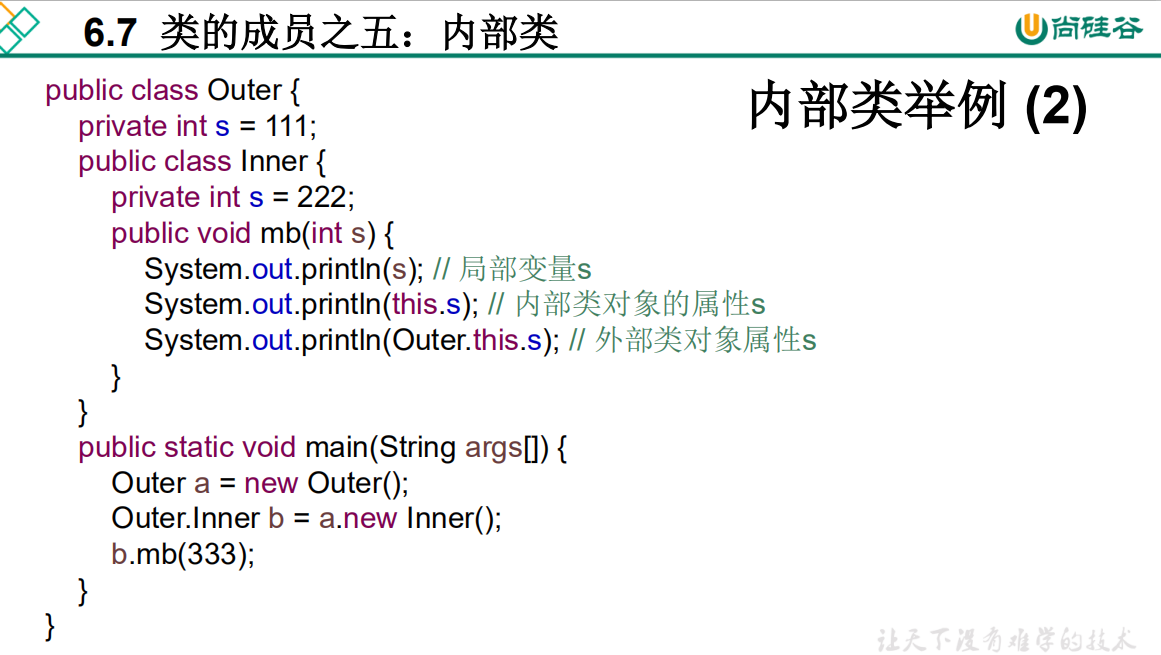 6.7 类的成员之五：内部类
尚硅谷
内部类举例 (2)
public class Outer {
private int s = 111;
public class Inner {
private int s = 222;
public void mb(int s) {
System.out.println(s); // 局部变量s
System.out.println(this.s); // 内部类对象的属性s
System.out.println(Outer.this.s); // 外部类对象属性s
}
}
public static void main(String args[]) {
Outer a = new Outer();
Outer.Inner b = a.new Inner();
b.mb(333);
}
}
让天下没有难学的技术